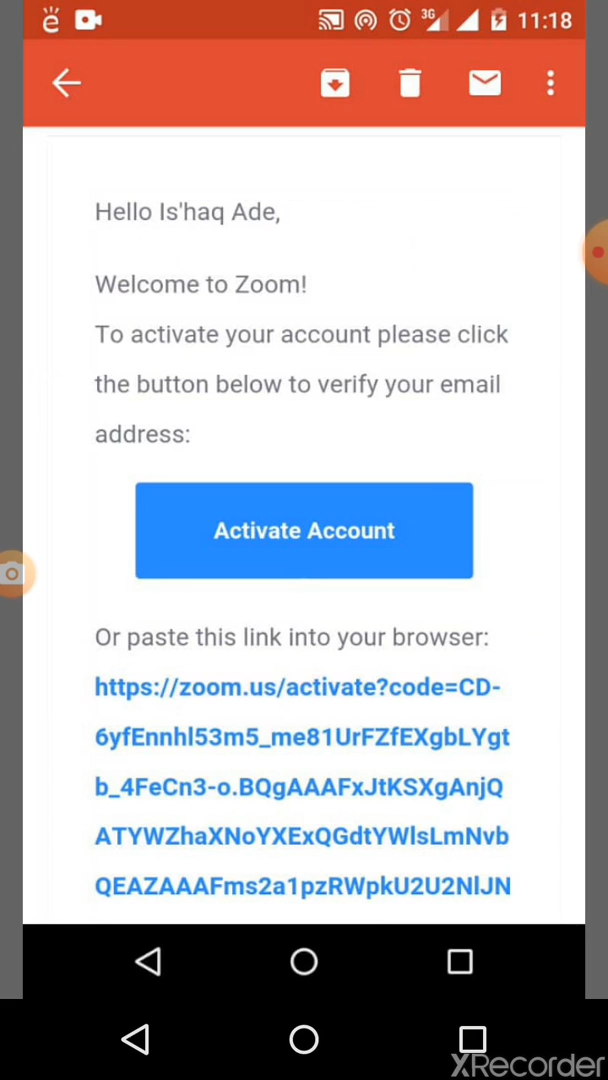 3G 11:18
Hello Is'haq Ade,
Welcome to Zoom!
To activate your account please click
the button below to verify your email
address:
Activate Account
Or paste this link into your browser:
https://zoom.us/activate?code=CD-
6yfEnnhl53m5_me81UrFZfEXgbLYgt
b_4FeCn3-o.BQgAAAFxJtKSXgAnjQ
ATYWZhaXNoYXExQGdtYWlsLmNvb
QEAZAAAFms2a1pzRWpkU2U2NlJN
XRecorder